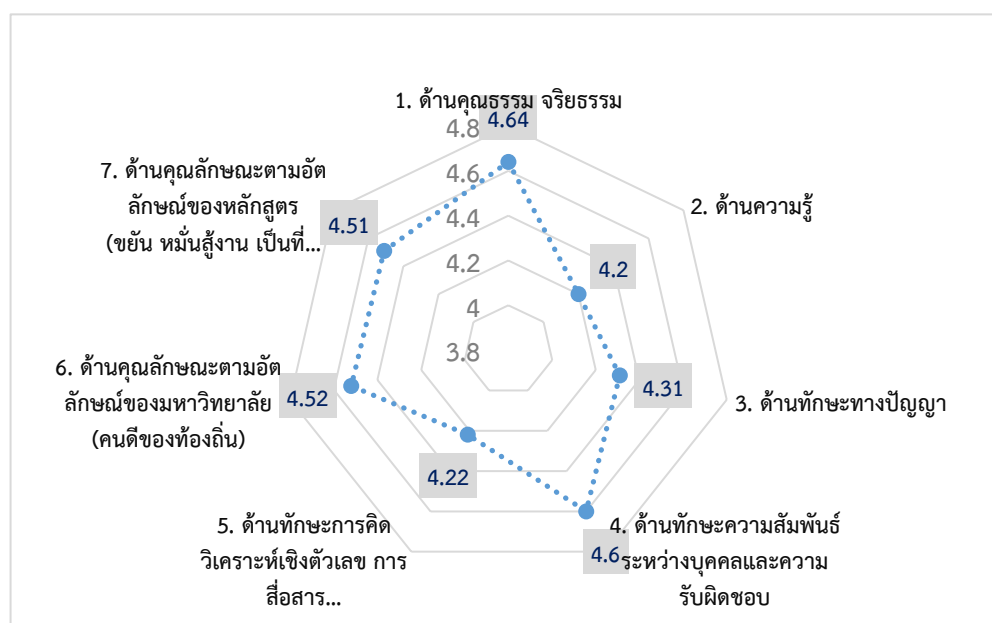 1. ด้านคุณธรรม จริยธรรม
4.64
4.8
4.6
4.4
4.2
4
3.8
2. ด้านความรู้
4.2
3. ด้านทักษะทางปัญญา
4.31
4. ด้านทักษะความสัมพันธ์
ระหว่างบุคคลและความ
รับผิดชอบ
4.6
5. ด้านทักษะการคิด
วิเคราะห์เชิงตัวเลข การ
สื่อสาร...
4.22
6. ด้านคุณลักษณะตามอัต
ลักษณ์ของมหาวิทยาลัย
(คนดีของท้องถิ่น)
4.52
7. ด้านคุณลักษณะตามอัต
ลักษณ์ของหลักสูตร
(ขยัน หมั่นสู้งาน เป็นที่...
4.51